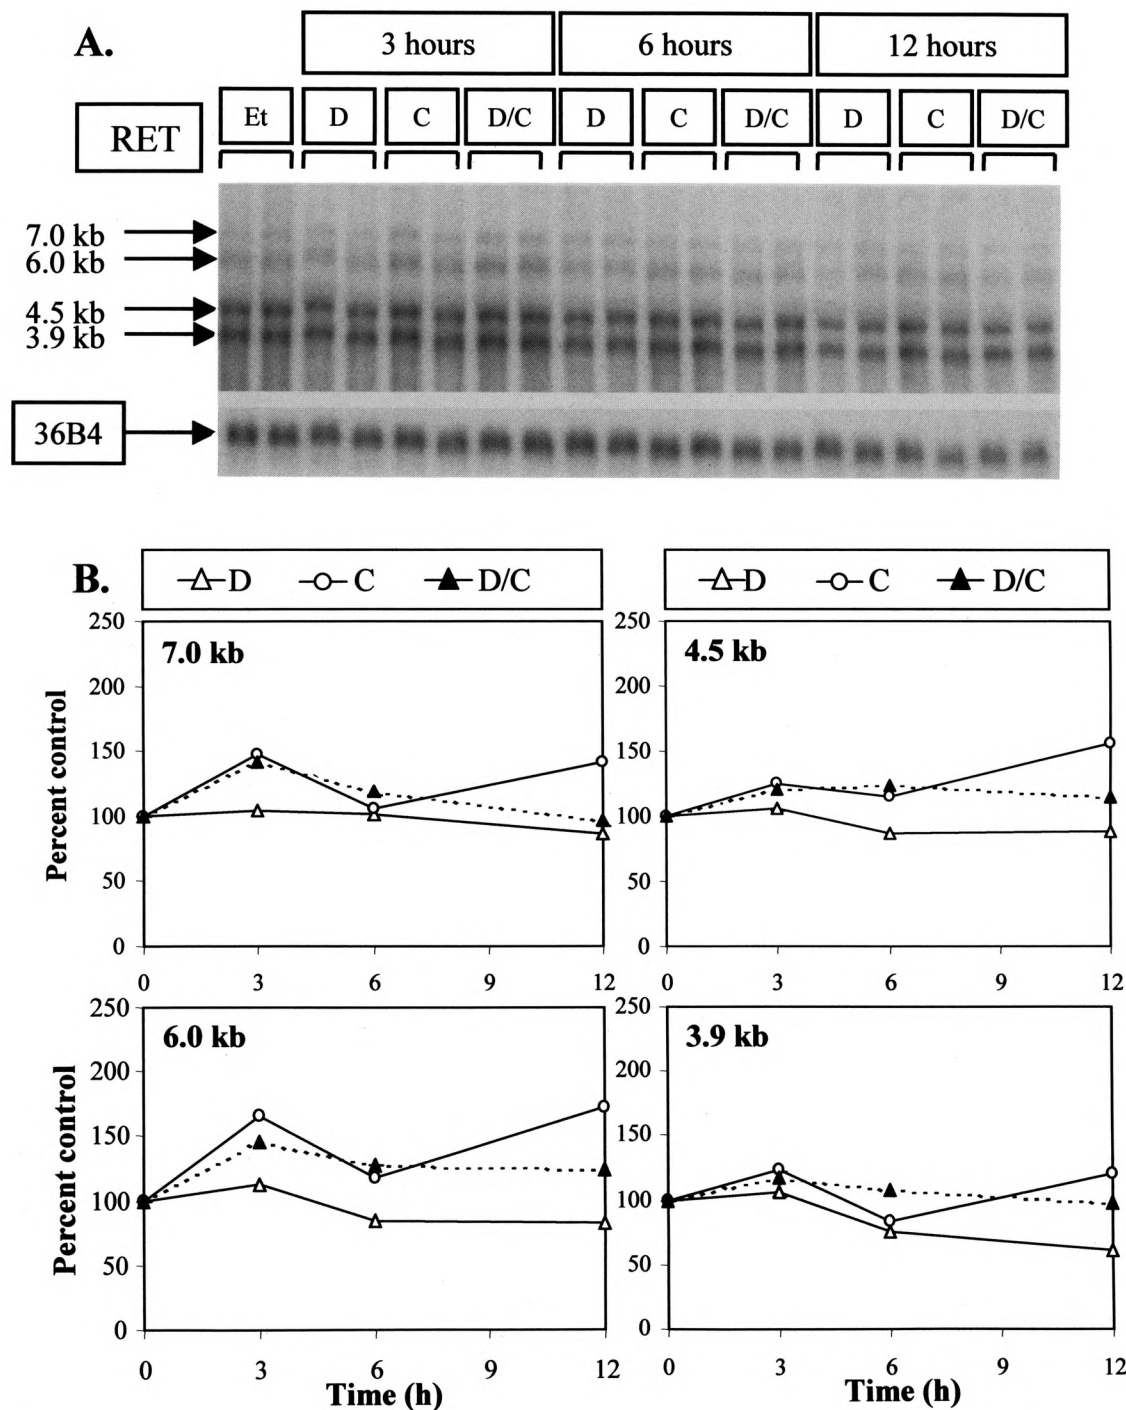 A.
3 hours 6 hours 12 hours
RET
Et D C D/C D C D/C D C D/C
7.0 kb
6.0 kb
4.5 kb
3.9 kb
36B4
B.
D C D/C
D C D/C
7.0 kb
Percent control
250
200
150
100
50
0
0 3 6 9 12
4.5 kb
250
200
150
100
50
0
0 3 6 9 12
6.0 kb
Percent control
250
200
150
100
50
0
0 3 6 9 12
Time (h)
3.9 kb
250
200
150
100
50
0
0 3 6 9 12
Time (h)